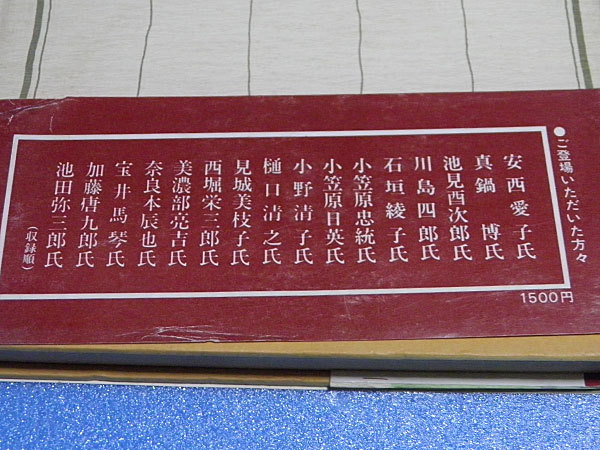 ●ご登場いただいた方々
安西愛子氏
真鍋 博氏
池見酉次郎氏
川島四郎氏
石垣綾子氏
小笠原忠統氏
小笠原日英氏
小野清子氏
樋口清之氏
見城美枝子氏
西堀栄三郎氏
美濃部亮吉氏
奈良本辰也氏
宝井馬琴氏
加藤唐九郎氏
池田弥三郎氏
(収録順)
1500円